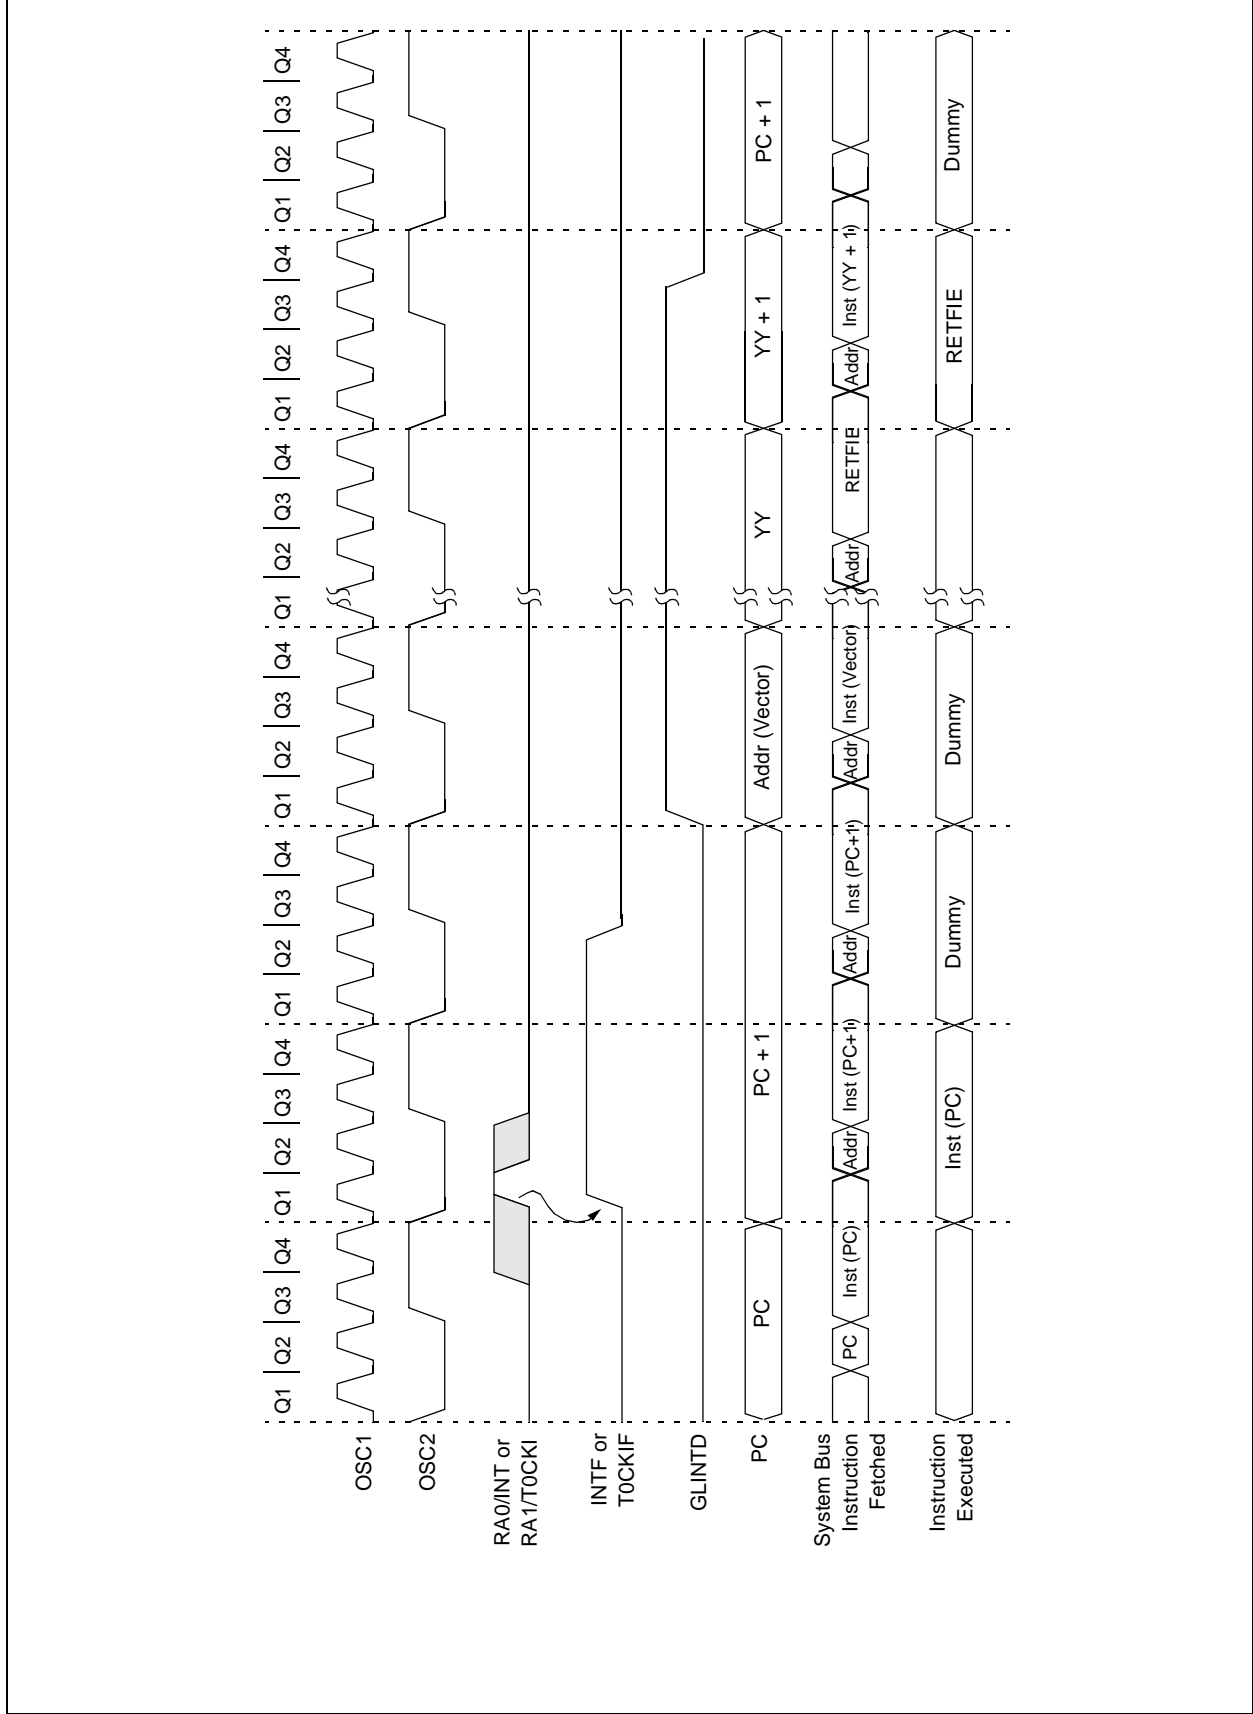 Q1 Q2 Q3 Q4 Q1 Q2 Q3 Q4 Q1 Q2 Q3 Q4 Q1 Q2 Q3 Q4 Q1 Q2 Q3 Q4 Q1 Q2 Q3 Q4 Q1 Q2 Q3 Q4
OSC1
OSC2
RA0/INT or
RA1/T0CKI
INTF or
T0CKIF
GLINTD
PC PC PC + 1 Addr (Vector) YY YY + 1 PC + 1
System Bus
Instruction
Fetched
PC Inst (PC) Addr Inst (PC+1) Addr Inst (PC+1) Addr Inst (Vector) Addr RETFIE Addr Inst (YY + 1)
Instruction
Executed
Inst (PC) Dummy Dummy RETFIE Dummy